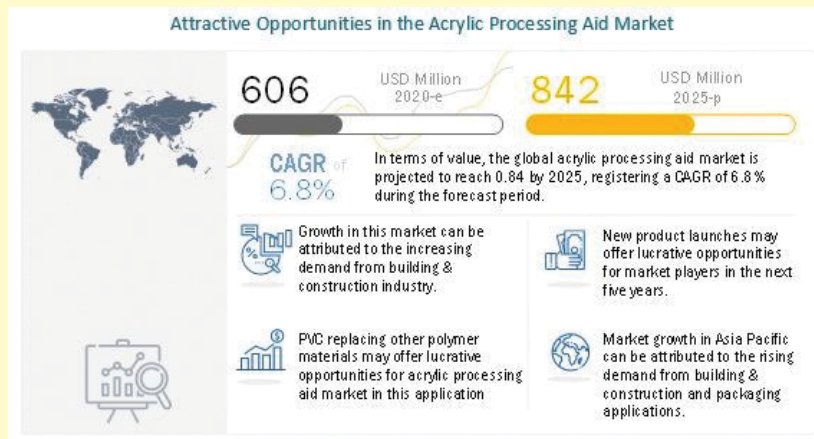 Attractive Opportunities in the Acrylic Processing Aid Market
606
USD Million
2020-e
842
USD Million
2025-p
CAGR of
6.8%
In terms of value, the global acrylic processing aid market is
projected to reach 0.84 by 2025, registering a CAGR of 6.8%
during the forecast period.
Growth in this market can be
attributed to the increasing
demand from building &
construction industry.
New product launches may
offer lucrative opportunities
for market players in the next
five years.
PVC replacing other polymer
materials may offer lucrative
opportunities for acrylic processing
aid market in this application
Market growth in Asia Pacific
can be attributed to the rising
demand from building &
construction and packaging
applications.